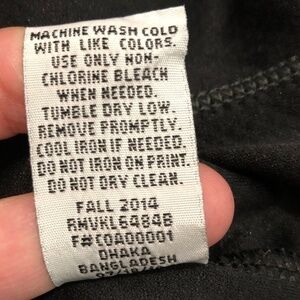 MACHINE WASH COLD
WITH LIKE COLORS.
USE ONLY NON-
CHLORINE BLEACH
WHEN NEEDED.
TUMBLE DRY LOW.
REMOVE PROMPTLY.
COOL IRON IF NEEDED.
DO NOT IRON ON PRINT.
DO NOT DRY CLEAN.
FALL 2014
RMVKL6484B
F#COA00001
DHAKA
BANGLADESH